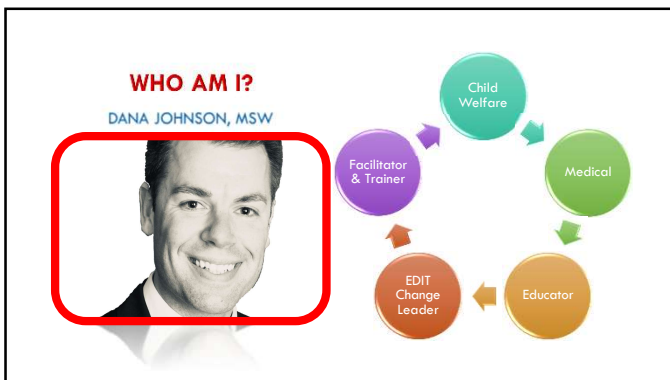 WHO AM I?
DANA JOHNSON, MSW
Child
Welfare
Medical
Educator
EDIT
Change
Leader
Facilitator
& Trainer